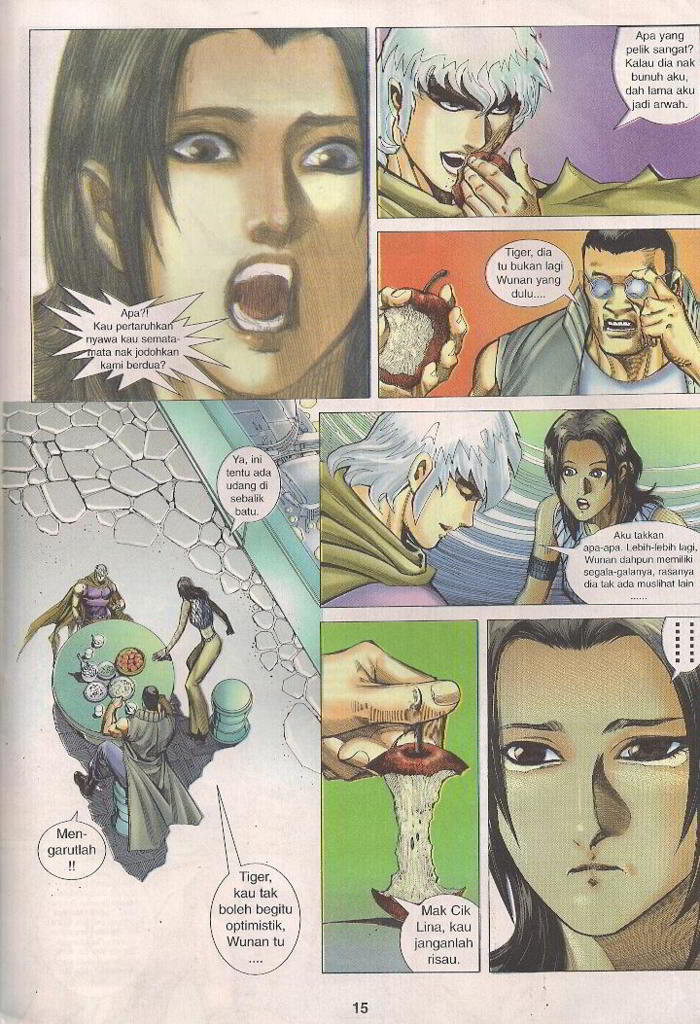 Apa?!
Kau pertaruhkan
nyawa kau semata-
mata nak jodohkan
kami berdua?
Apa yang
pelik sangat?
Kalau dia nak
bunuh aku,
dah lama aku
jadi arwah.
Tiger, dia
tu bukan lagi
Wunan yang
dulu....
Ya, ini
tentu ada
udang di
sebalik
batu.
Men-
garutlah
!!
Tiger,
kau tak
boleh begitu
optimistik,
Wunan tu
....
Aku takkan
apa-apa. Lebih-lebih lagi,
Wunan dahpun memiliki
segala-galanya, rasanya
dia tak ada muslihat lain
......
Mak Cik
Lina, kau
janganlah
risau.
15